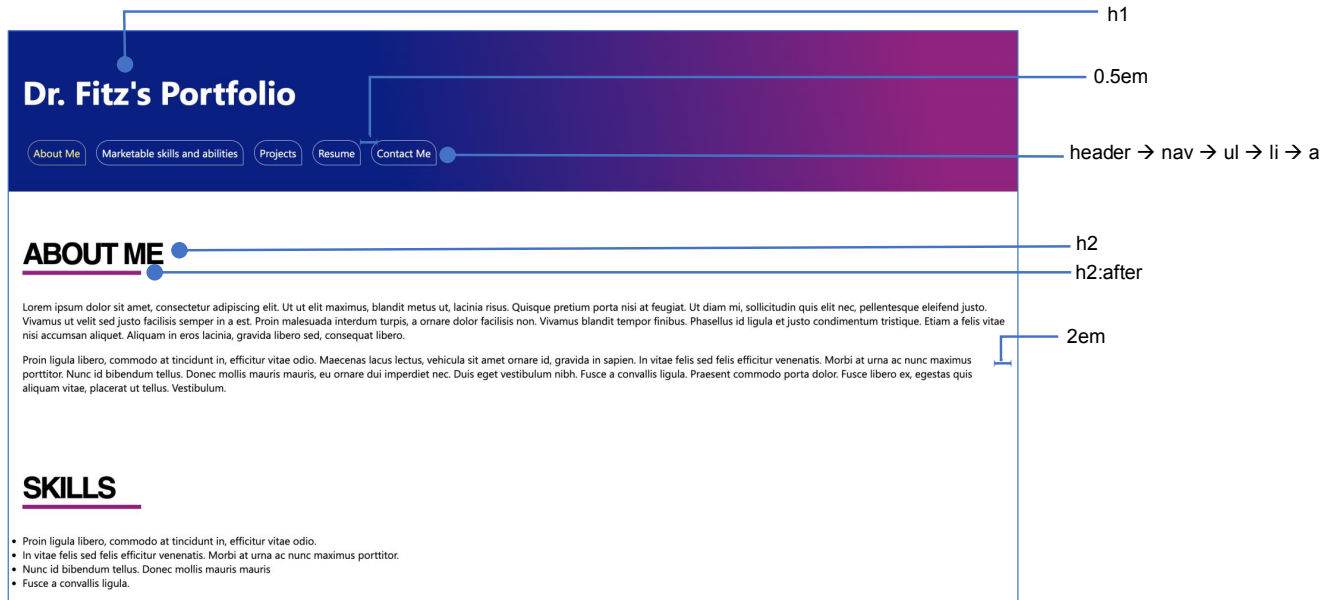 h1
Dr. Fitz's Portfolio
0.5em
About Me
Marketable skills and abilities
Projects
Resume
Contact Me
header → nav → ul → li → a
ABOUT ME
h2
h2:after
Lorem ipsum dolor sit amet, consectetur adipiscing elit. Ut ut elit maximus, blandit metus ut, lacinia risus. Quisque pretium porta nisi at feugiat. Ut diam mi, sollicitudin quis elit nec, pellentesque eleifend justo.
Vivamus ut velit sed justo facilisis semper in a est. Proin malesuada interdum turpis, a ornare dolor facilisis non. Vivamus blandit tempor finibus. Phasellus id ligula et justo condimentum tristique. Etiam a felis vitae
nisi accumsan aliquet. Aliquam in eros lacinia, gravida libero sed, consequat libero.
2em
Proin ligula libero, commodo at tincidunt in, efficitur vitae odio. Maecenas lacus lectus, vehicula sit amet ornare id, gravida in sapien. In vitae felis sed felis efficitur venenatis. Morbi at urna ac nunc maximus
porttitor. Nunc id bibendum tellus. Donec mollis mauris mauris, eu ornare dui imperdiet nec. Duis eget vestibulum nibh. Fusce a convallis ligula. Praesent commodo porta dolor. Fusce libero ex, egestas quis
aliquam vitae, placerat ut tellus. Vestibulum.
SKILLS
• Proin ligula libero, commodo at tincidunt in, efficitur vitae odio.
• In vitae felis sed felis efficitur venenatis. Morbi at urna ac nunc maximus porttitor.
• Nunc id bibendum tellus. Donec mollis mauris mauris
• Fusce a convallis ligula.